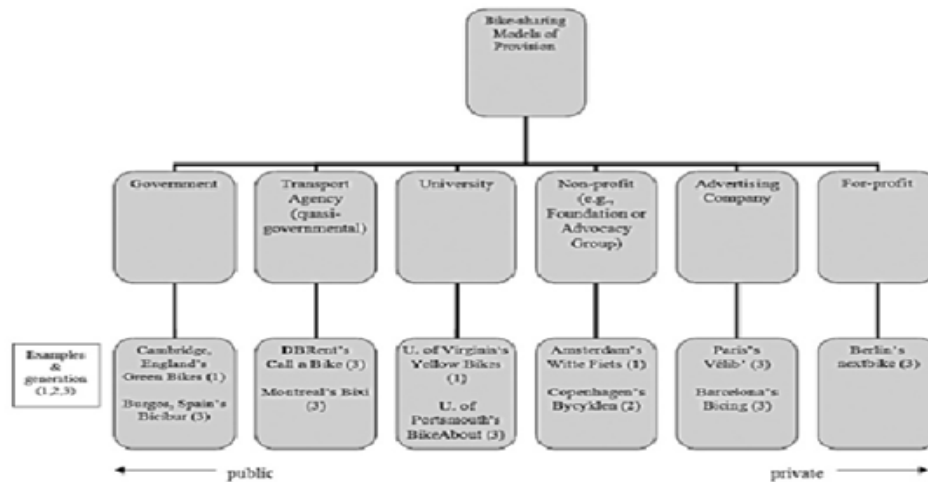 Bike-sharing
Models of
Provision
Government
Transport
Agency
(quasi-
governmental)
University
Non-profit
(e.g.,
Foundation or
Advocacy
Group)
Advertising
Company
For-profit
Examples
&
generation
(1,2,3)
Cambridge,
England's
Green Bikes (1)
Burgos, Spain's
Bicibur (3)
DBRent's
Call a Bike (3)
Montreal's Bixi
(3)
U. of Virginia's
Yellow Bikes
(1)
U. of
Portsmouth's
BikeAbout (3)
Amsterdam's
Witte Fiets (1)
Copenhagen's
Bycyklen (2)
Paris's
Vélib' (3)
Barcelona's
Bicing (3)
Berlin's
nextbike (3)
public
private